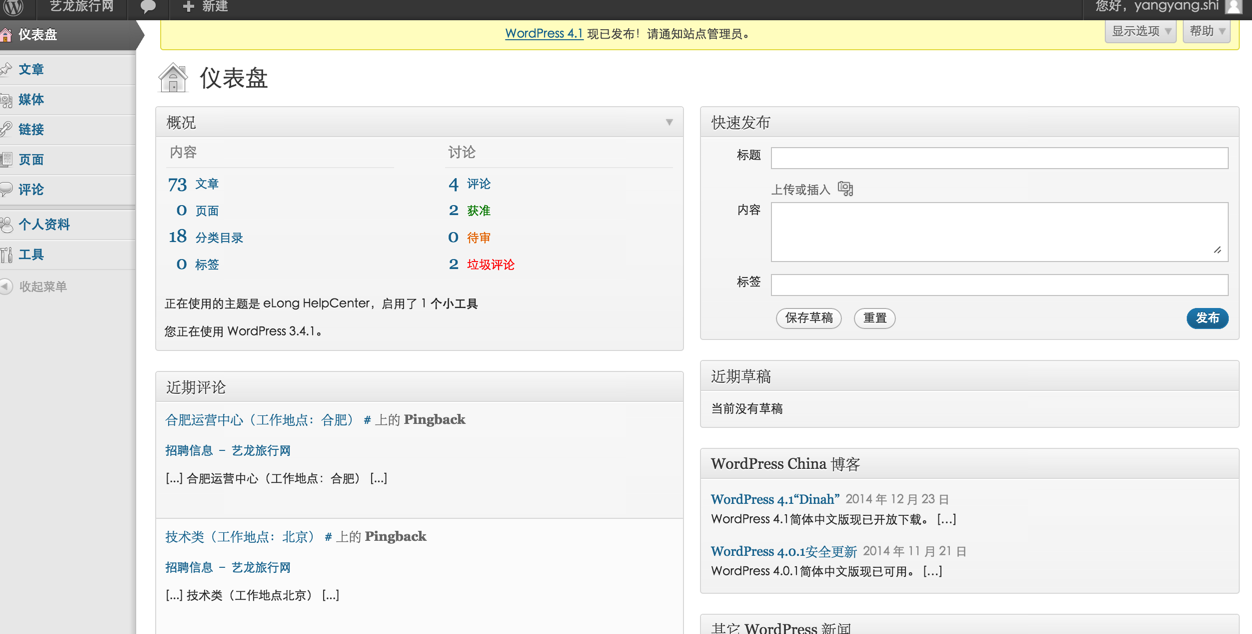 艺龙旅行网
新建
您好，yangyang.shi
仪表盘
文章
媒体
链接
页面
评论
个人资料
工具
收起菜单
WordPress 4.1 现已发布！请通知站点管理员。
显示选项
帮助
仪表盘
概况
内容
讨论
73 文章
4 评论
0 页面
2 获准
18 分类目录
0 待审
0 标签
2 垃圾评论
正在使用的主题是 eLong HelpCenter，启用了 1 个小工具
您正在使用 WordPress 3.4.1。
近期评论
合肥运营中心（工作地点：合肥） # 上的 Pingback
招聘信息 – 艺龙旅行网
[...] 合肥运营中心（工作地点：合肥） [...]
技术类（工作地点：北京） # 上的 Pingback
招聘信息 – 艺龙旅行网
[...] 技术类（工作地点北京） [...]
快速发布
标题
上传或插入
内容
标签
保存草稿
重置
发布
近期草稿
当前没有草稿
WordPress China 博客
WordPress 4.1“Dinah” 2014 年 12 月 23 日
WordPress 4.1简体中文版现已开放下载。 [...]
WordPress 4.0.1安全更新 2014 年 11 月 21 日
WordPress 4.0.1简体中文版现已可用。 [...]
其它 WordPress 新闻